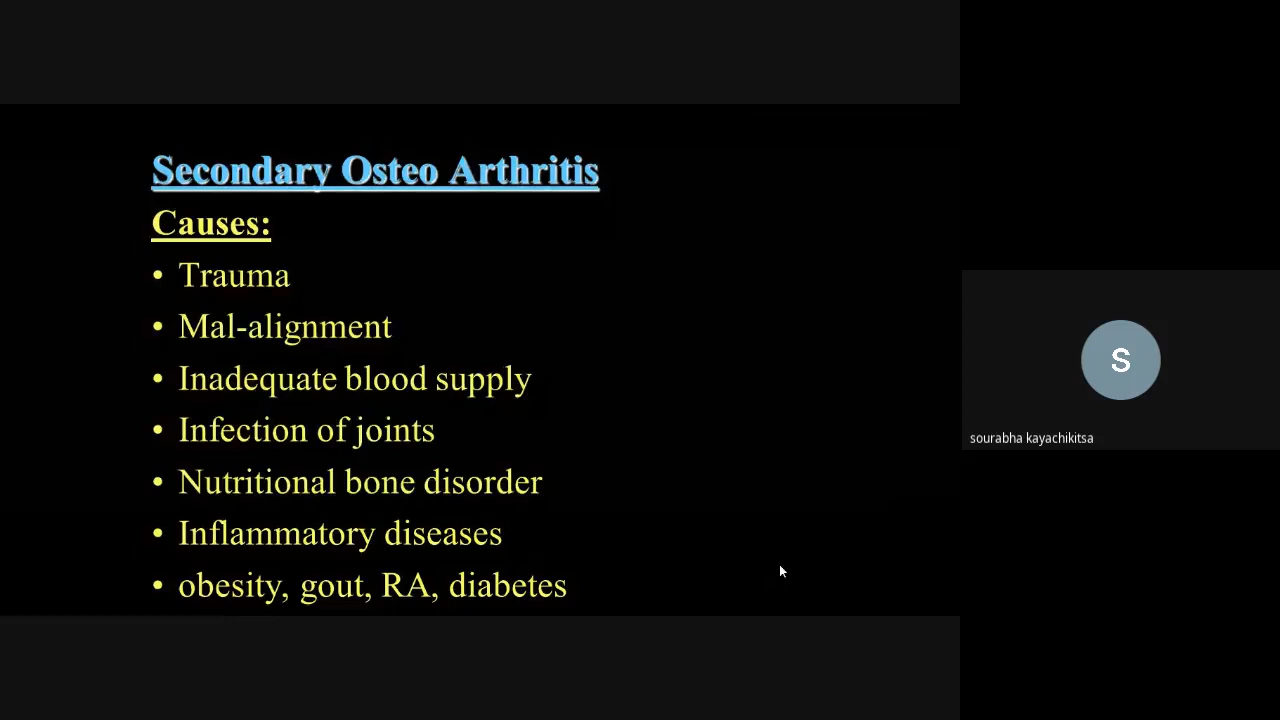 Secondary Osteo Arthritis
Causes:
• Trauma
• Mal-alignment
• Inadequate blood supply
• Infection of joints
• Nutritional bone disorder
• Inflammatory diseases
• obesity, gout, RA, diabetes
S
sourabha kayachikitsa